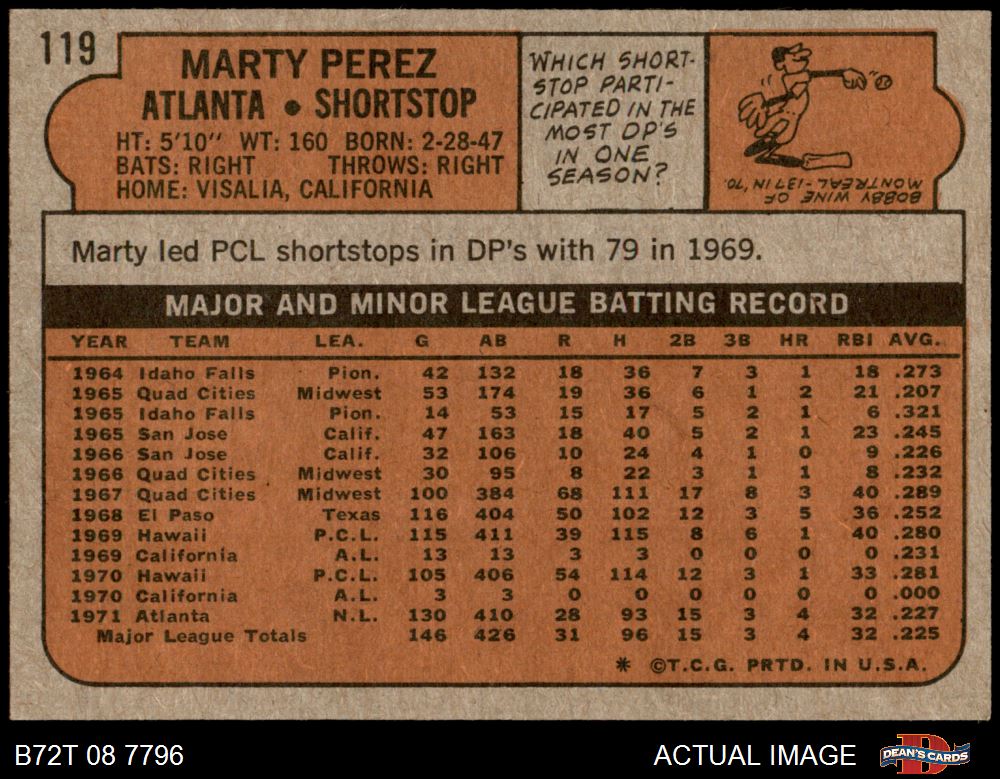 119
MARTY PEREZ
ATLANTA • SHORTSTOP
HT: 5'10" WT: 160 BORN: 2-28-47
BATS: RIGHT THROWS: RIGHT
HOME: VISALIA, CALIFORNIA
WHICH SHORT-
STOP PARTI-
CIPATED IN THE
MOST DP'S
IN ONE
SEASON?
BOBBY WINE OF
MONTREAL-137 IN '70.
Marty led PCL shortstops in DP's with 79 in 1969.
MAJOR AND MINOR LEAGUE BATTING RECORD
YEAR TEAM LEA. G AB R H 2B 3B HR RBI AVG.
1964 Idaho Falls Pion. 42 132 18 36 7 3 1 18 .273
1965 Quad Cities Midwest 53 174 19 36 6 1 2 21 .207
1965 Idaho Falls Pion. 14 53 15 17 5 2 1 6 .321
1965 San Jose Calif. 47 163 18 40 5 2 1 23 .245
1966 San Jose Calif. 32 106 10 24 4 1 0 9 .226
1966 Quad Cities Midwest 30 95 8 22 3 1 1 8 .232
1967 Quad Cities Midwest 100 384 68 111 17 8 3 40 .289
1968 El Paso Texas 116 404 50 102 12 3 5 36 .252
1969 Hawaii P.C.L. 115 411 39 115 8 6 1 40 .280
1969 California A.L. 13 13 3 3 0 0 0 0 .231
1970 Hawaii P.C.L. 105 406 54 114 12 3 1 33 .281
1970 California A.L. 3 3 0 0 0 0 0 0 .000
1971 Atlanta N.L. 130 410 28 93 15 3 4 32 .227
Major League Totals 146 426 31 96 15 3 4 32 .225
* ©T.C.G. PRTD. IN U.S.A.
B72T 08 7796 ACTUAL IMAGE DEAN'S CARDS